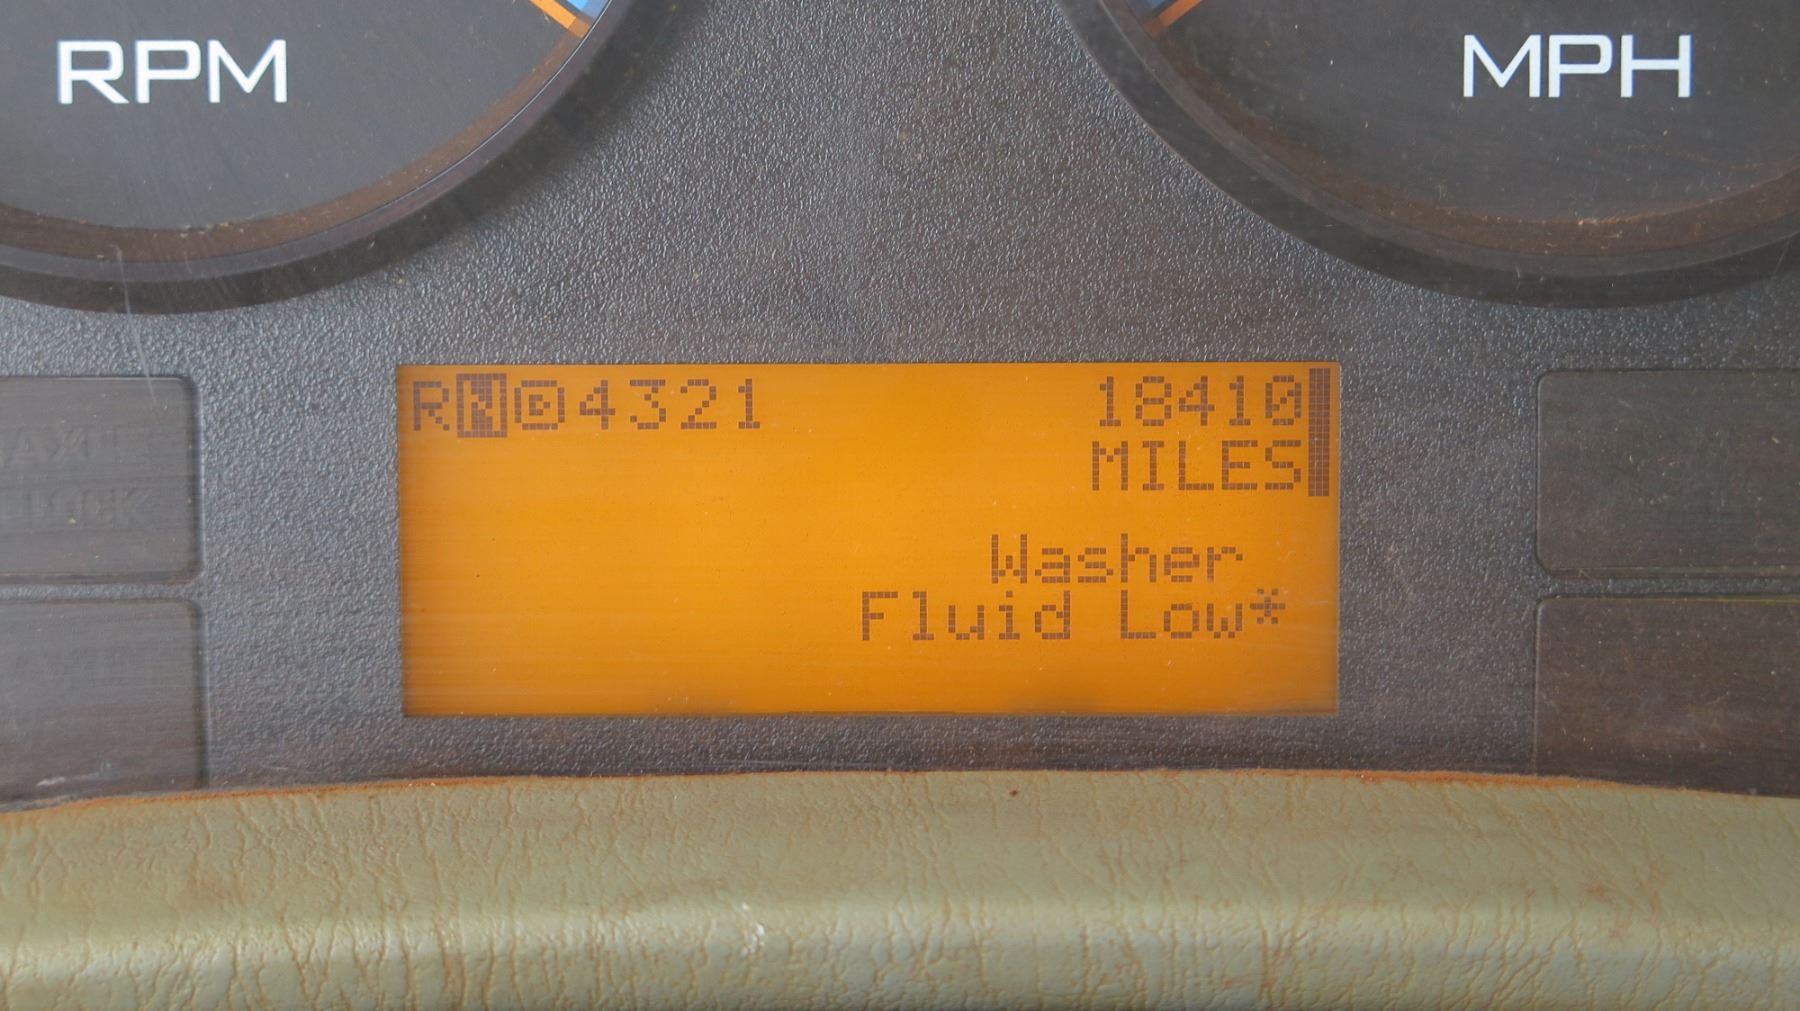 RPM
MPH
RND4321
18410
MILES
Washer
Fluid Low*